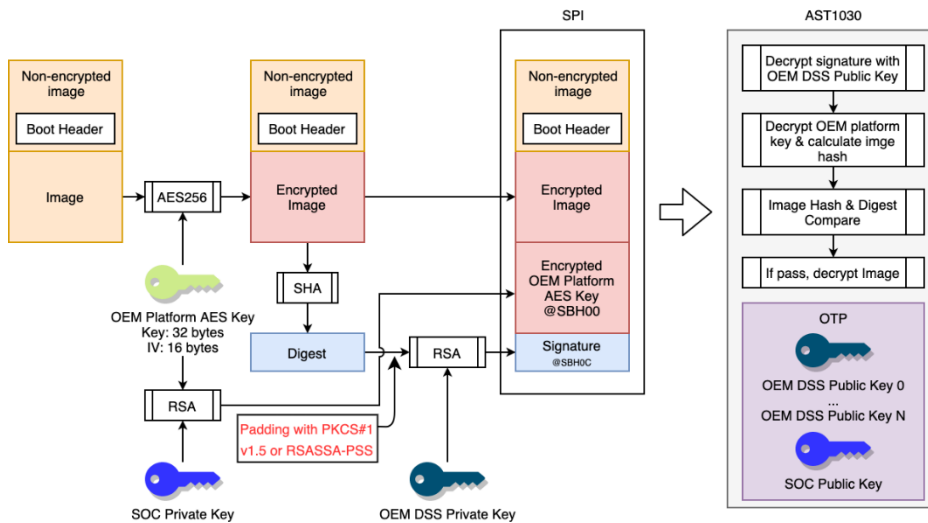 SPI
AST1030
Non-encrypted
image
Boot Header
Image
AES256
Non-encrypted
image
Boot Header
Encrypted
Image
SHA
Digest
OEM Platform AES Key
Key: 32 bytes
IV: 16 bytes
RSA
SOC Private Key
Padding with PKCS#1
v1.5 or RSASSA-PSS
RSA
OEM DSS Private Key
Non-encrypted
image
Boot Header
Encrypted
Image
Encrypted
OEM Platform
AES Key
@SBH00
Signature
@SBH0C
Decrypt signature with
OEM DSS Public Key
Decrypt OEM platform
key & calculate imge
hash
Image Hash & Digest
Compare
If pass, decrypt Image
OTP
OEM DSS Public Key 0
...
OEM DSS Public Key N
SOC Public Key